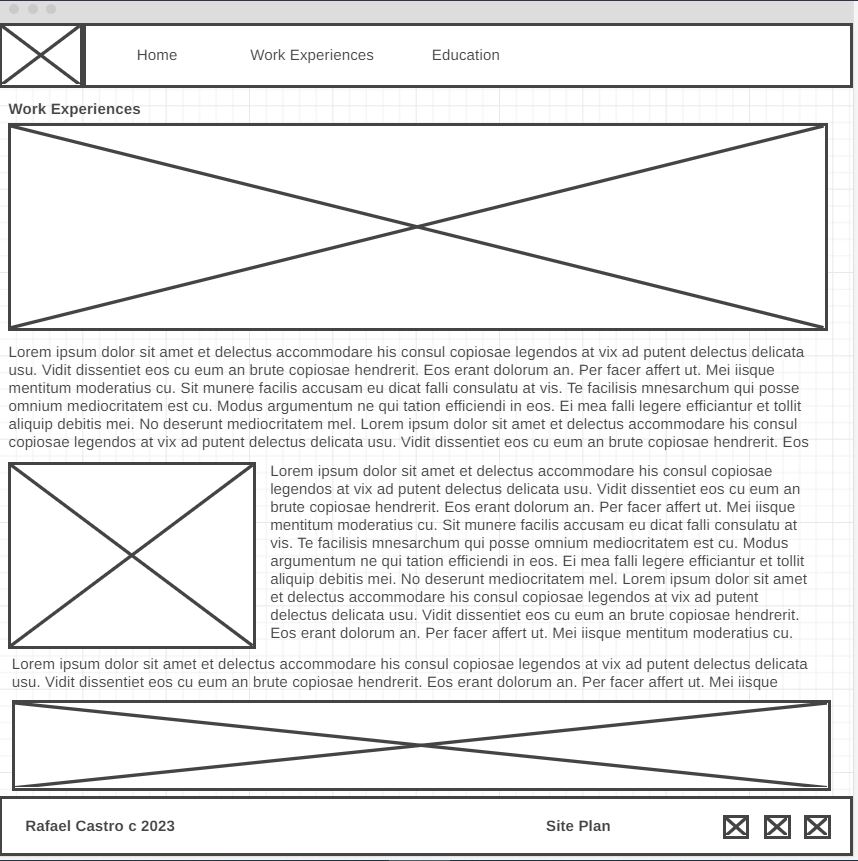 Home Work Experiences Education
Work Experiences
Lorem ipsum dolor sit amet et delectus accommodare his consul copiosae legendos at vix ad putent delectus delicata
usu. Vidit dissentiet eos cu eum an brute copiosae hendrerit. Eos erant dolorum an. Per facer affert ut. Mei iisque
mentitum moderatius cu. Sit munere facilis accusam eu dicat falli consulatu at vis. Te facilisis mnesarchum qui posse
omnium mediocritatem est cu. Modus argumentum ne qui tation efficiendi in eos. Ei mea falli legere efficiantur et tollit
aliquip debitis mei. No deserunt mediocritatem mel. Lorem ipsum dolor sit amet et delectus accommodare his consul
copiosae legendos at vix ad putent delectus delicata usu. Vidit dissentiet eos cu eum an brute copiosae hendrerit. Eos
Lorem ipsum dolor sit amet et delectus accommodare his consul copiosae
legendos at vix ad putent delectus delicata usu. Vidit dissentiet eos cu eum an
brute copiosae hendrerit. Eos erant dolorum an. Per facer affert ut. Mei iisque
mentitum moderatius cu. Sit munere facilis accusam eu dicat falli consulatu at
vis. Te facilisis mnesarchum qui posse omnium mediocritatem est cu. Modus
argumentum ne qui tation efficiendi in eos. Ei mea falli legere efficiantur et tollit
aliquip debitis mei. No deserunt mediocritatem mel. Lorem ipsum dolor sit amet
et delectus accommodare his consul copiosae legendos at vix ad putent
delectus delicata usu. Vidit dissentiet eos cu eum an brute copiosae hendrerit.
Eos erant dolorum an. Per facer affert ut. Mei iisque mentitum moderatius cu.
Lorem ipsum dolor sit amet et delectus accommodare his consul copiosae legendos at vix ad putent delectus delicata
usu. Vidit dissentiet eos cu eum an brute copiosae hendrerit. Eos erant dolorum an. Per facer affert ut. Mei iisque
Rafael Castro c 2023 Site Plan